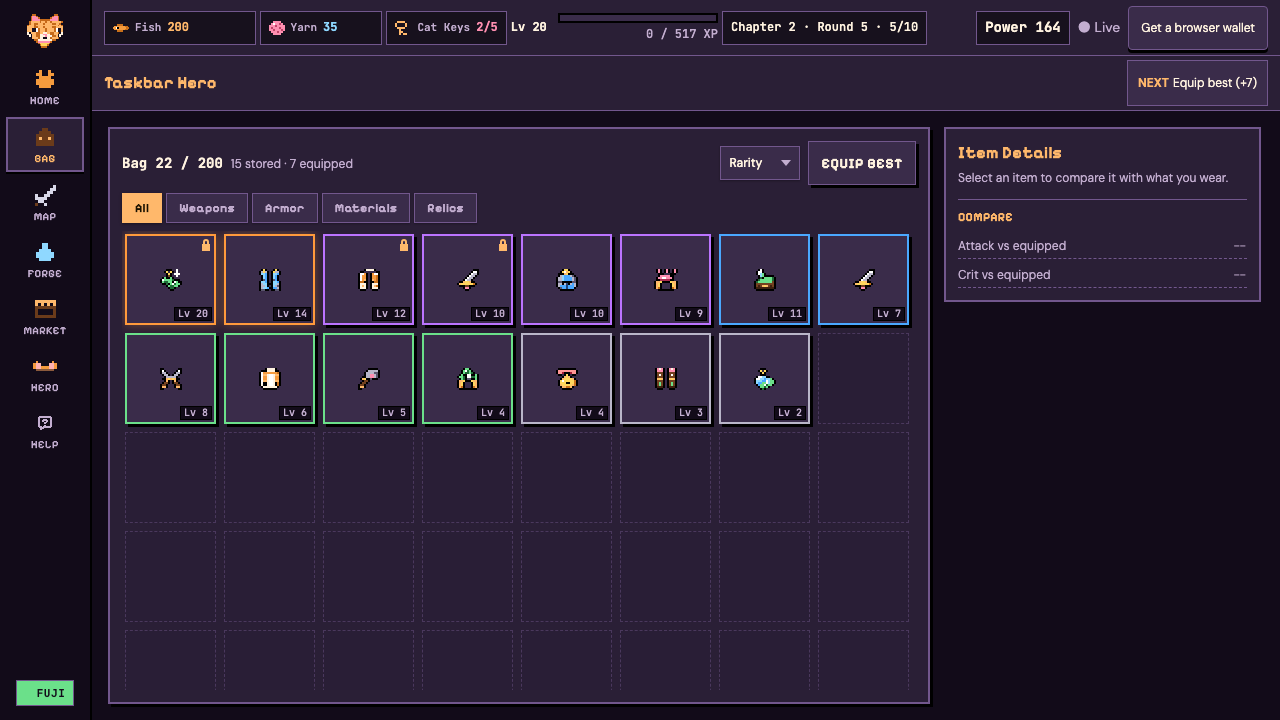 Fish 200
Yarn 35
Cat Keys 2/5
Lv 20
0 / 517 XP
Chapter 2 · Round 5 · 5/10
Power 164
Live
Get a browser wallet
Taskbar Hero
NEXT Equip best (+7)
HOME
BAG
MAP
FORGE
MARKET
HERO
HELP
FUJI
Bag 22 / 200 15 stored · 7 equipped
Rarity
EQUIP BEST
All
Weapons
Armor
Materials
Relics
Lv 20
Lv 14
Lv 12
Lv 10
Lv 10
Lv 9
Lv 11
Lv 7
Lv 8
Lv 6
Lv 5
Lv 4
Lv 4
Lv 3
Lv 2
Item Details
Select an item to compare it with what you wear.
COMPARE
Attack vs equipped --
Crit vs equipped --